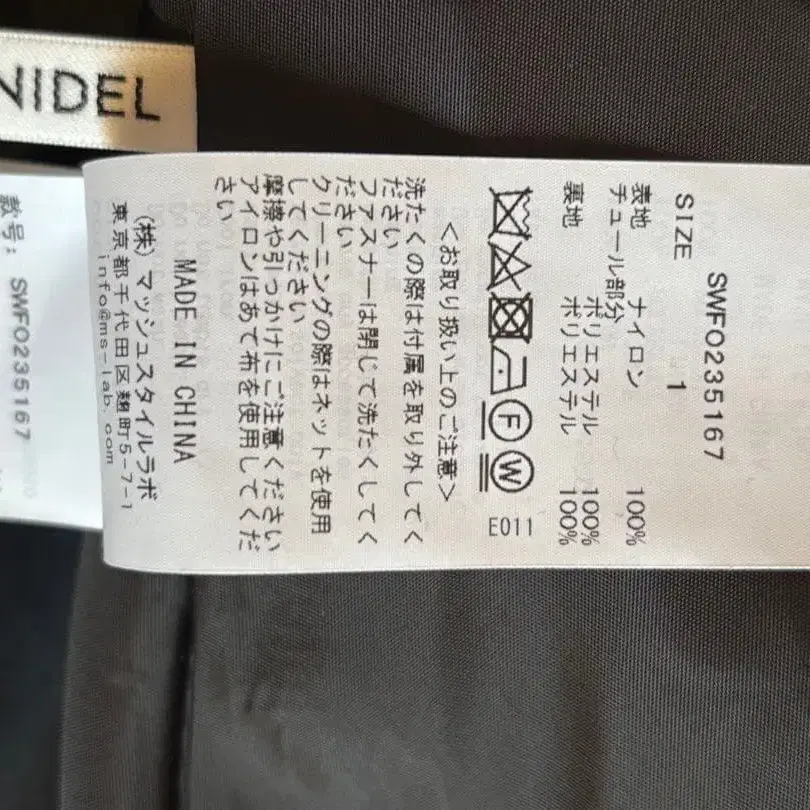 NIDEL
SWFO235167
SIZE 1
表地 ナイロン 100%
チュール部分 ポリエステル 100%
裏地 ポリエステル 100%
F W
E011
<お取り扱い上のご注意>
洗たくの際は付属を取り外してく
ださい
ファスナーは閉じて洗たくしてく
ださい
クリーニングの際はネットを使用
してください
摩擦や引っかけにご注意ください
アイロンはあて布を使用してくだ
さい
MADE IN CHINA
(株)マッシュスタイルラボ
東京都千代田区麹町5-7-1
info@ms-lab.com
款号: SWFO235167